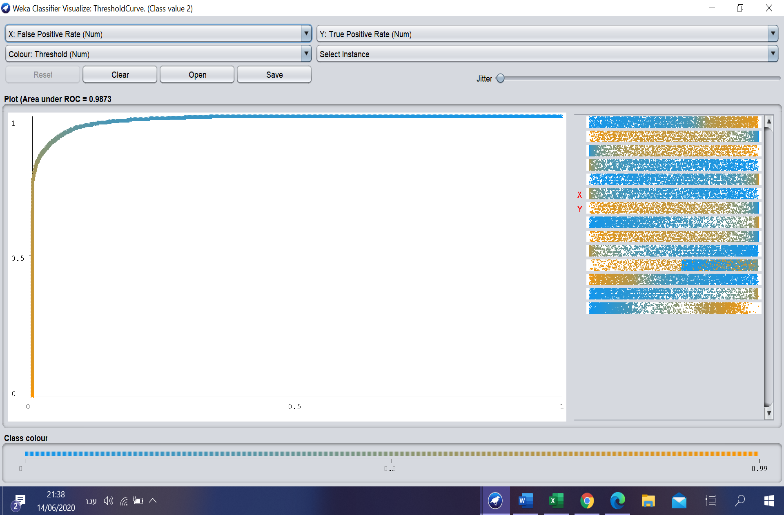 Weka Classifier Visualize: ThresholdCurve. (Class value 2)
X: False Positive Rate (Num)
Y: True Positive Rate (Num)
Colour: Threshold (Num)
Select Instance
Reset
Clear
Open
Save
Jitter
Plot (Area under ROC = 0.9873
1
X
Y
0.5
0
0.5
1
Class colour
0
0.5
0.99
2
21:38
14/06/2020
עבר